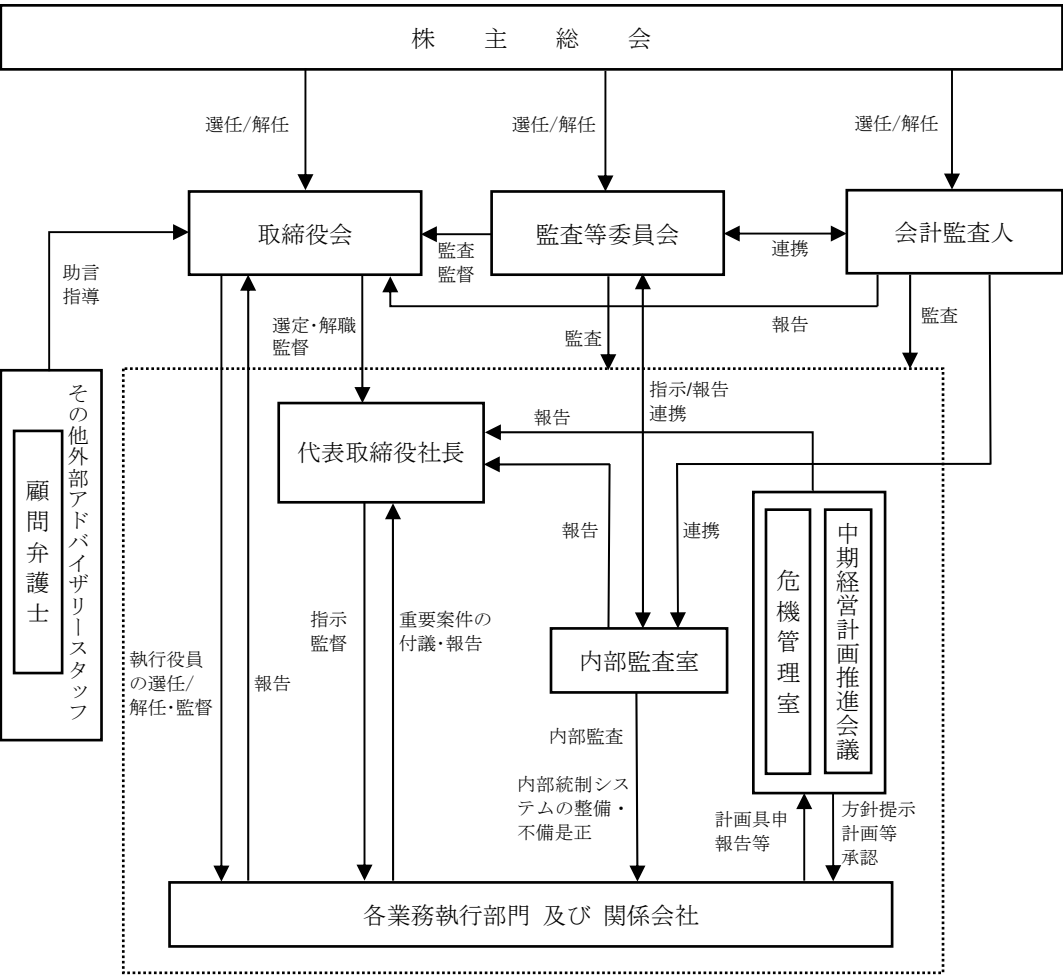 株主総会
選任/解任
選任/解任
選任/解任
取締役会
監査等委員会
会計監査人
監査
監督
連携
助言
指導
選定・解職
監督
監査
報告
監査
指示/報告
連携
代表取締役社長
報告
その他外部アドバイザリースタッフ
顧問弁護士
報告
連携
危機管理室
中期経営計画推進会議
指示
監督
重要案件の
付議・報告
内部監査室
執行役員
の選任/
解任・監督
報告
内部監査
内部統制シス
テムの整備・
不備是正
計画具申
報告等
方針提示
計画等
承認
各業務執行部門 及び 関係会社